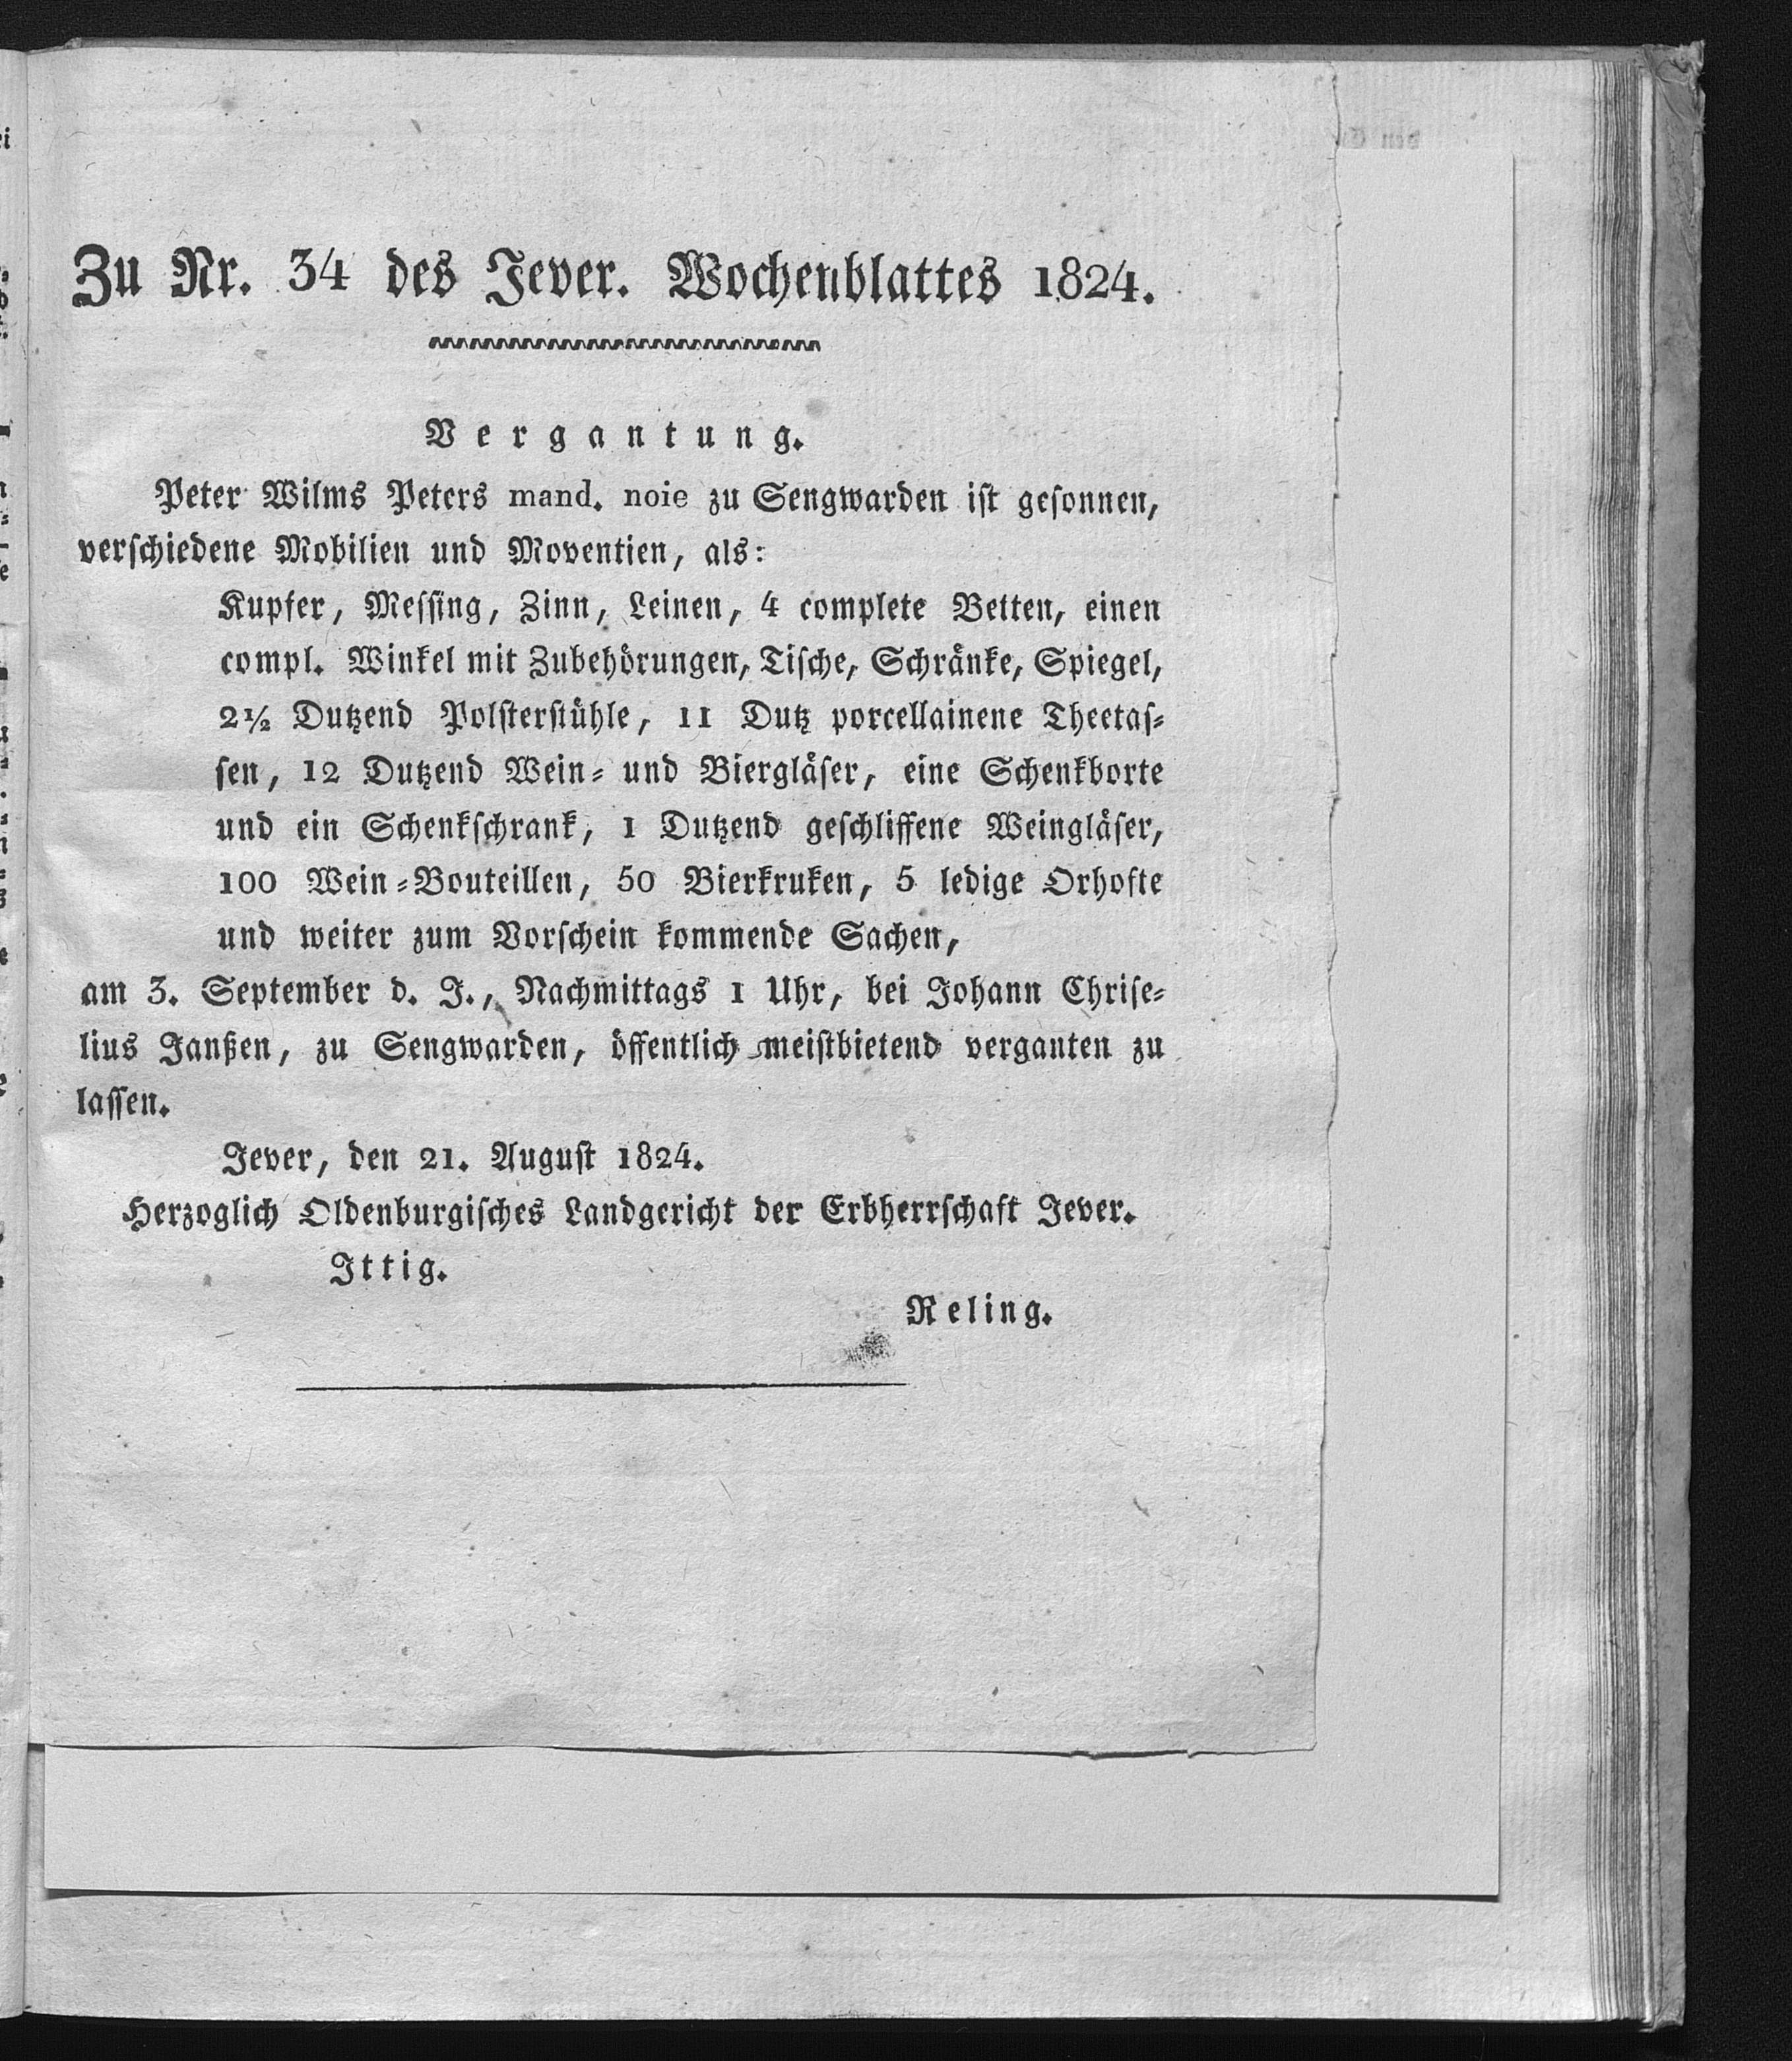 Zu Nr. 34 des Jever. Wochenblattes 1824.
Vergantung.
Peter Wilms Peters mand. noie zu Sengwarden ist gesonnen,
verschiedene Mobilien und Moventien, als:
Kupfer, Messing, Zinn, Leinen, 4 complete Betten, einen
compl. Winkel mit Zubehörungen, Tische, Schränke, Spiegel,
2½ Dutzend Polsterstühle, 11 Dutz porcellainene Theetas-
sen, 12 Dutzend Wein- und Biergläser, eine Schenkborte
und ein Schenkschrank, 1 Dutzend geschliffene Weingläser,
100 Wein-Bouteillen, 50 Bierkruken, 5 ledige Orhofte
und weiter zum Vorschein kommende Sachen,
am 3. September d. J., Nachmittags 1 Uhr, bei Johann Chrise-
lius Janßen, zu Sengwarden, öffentlich meistbietend verganten zu
lassen.
Jever, den 21. August 1824.
Herzoglich Oldenburgisches Landgericht der Erbherrschaft Jever.
Ittig.
Reling.